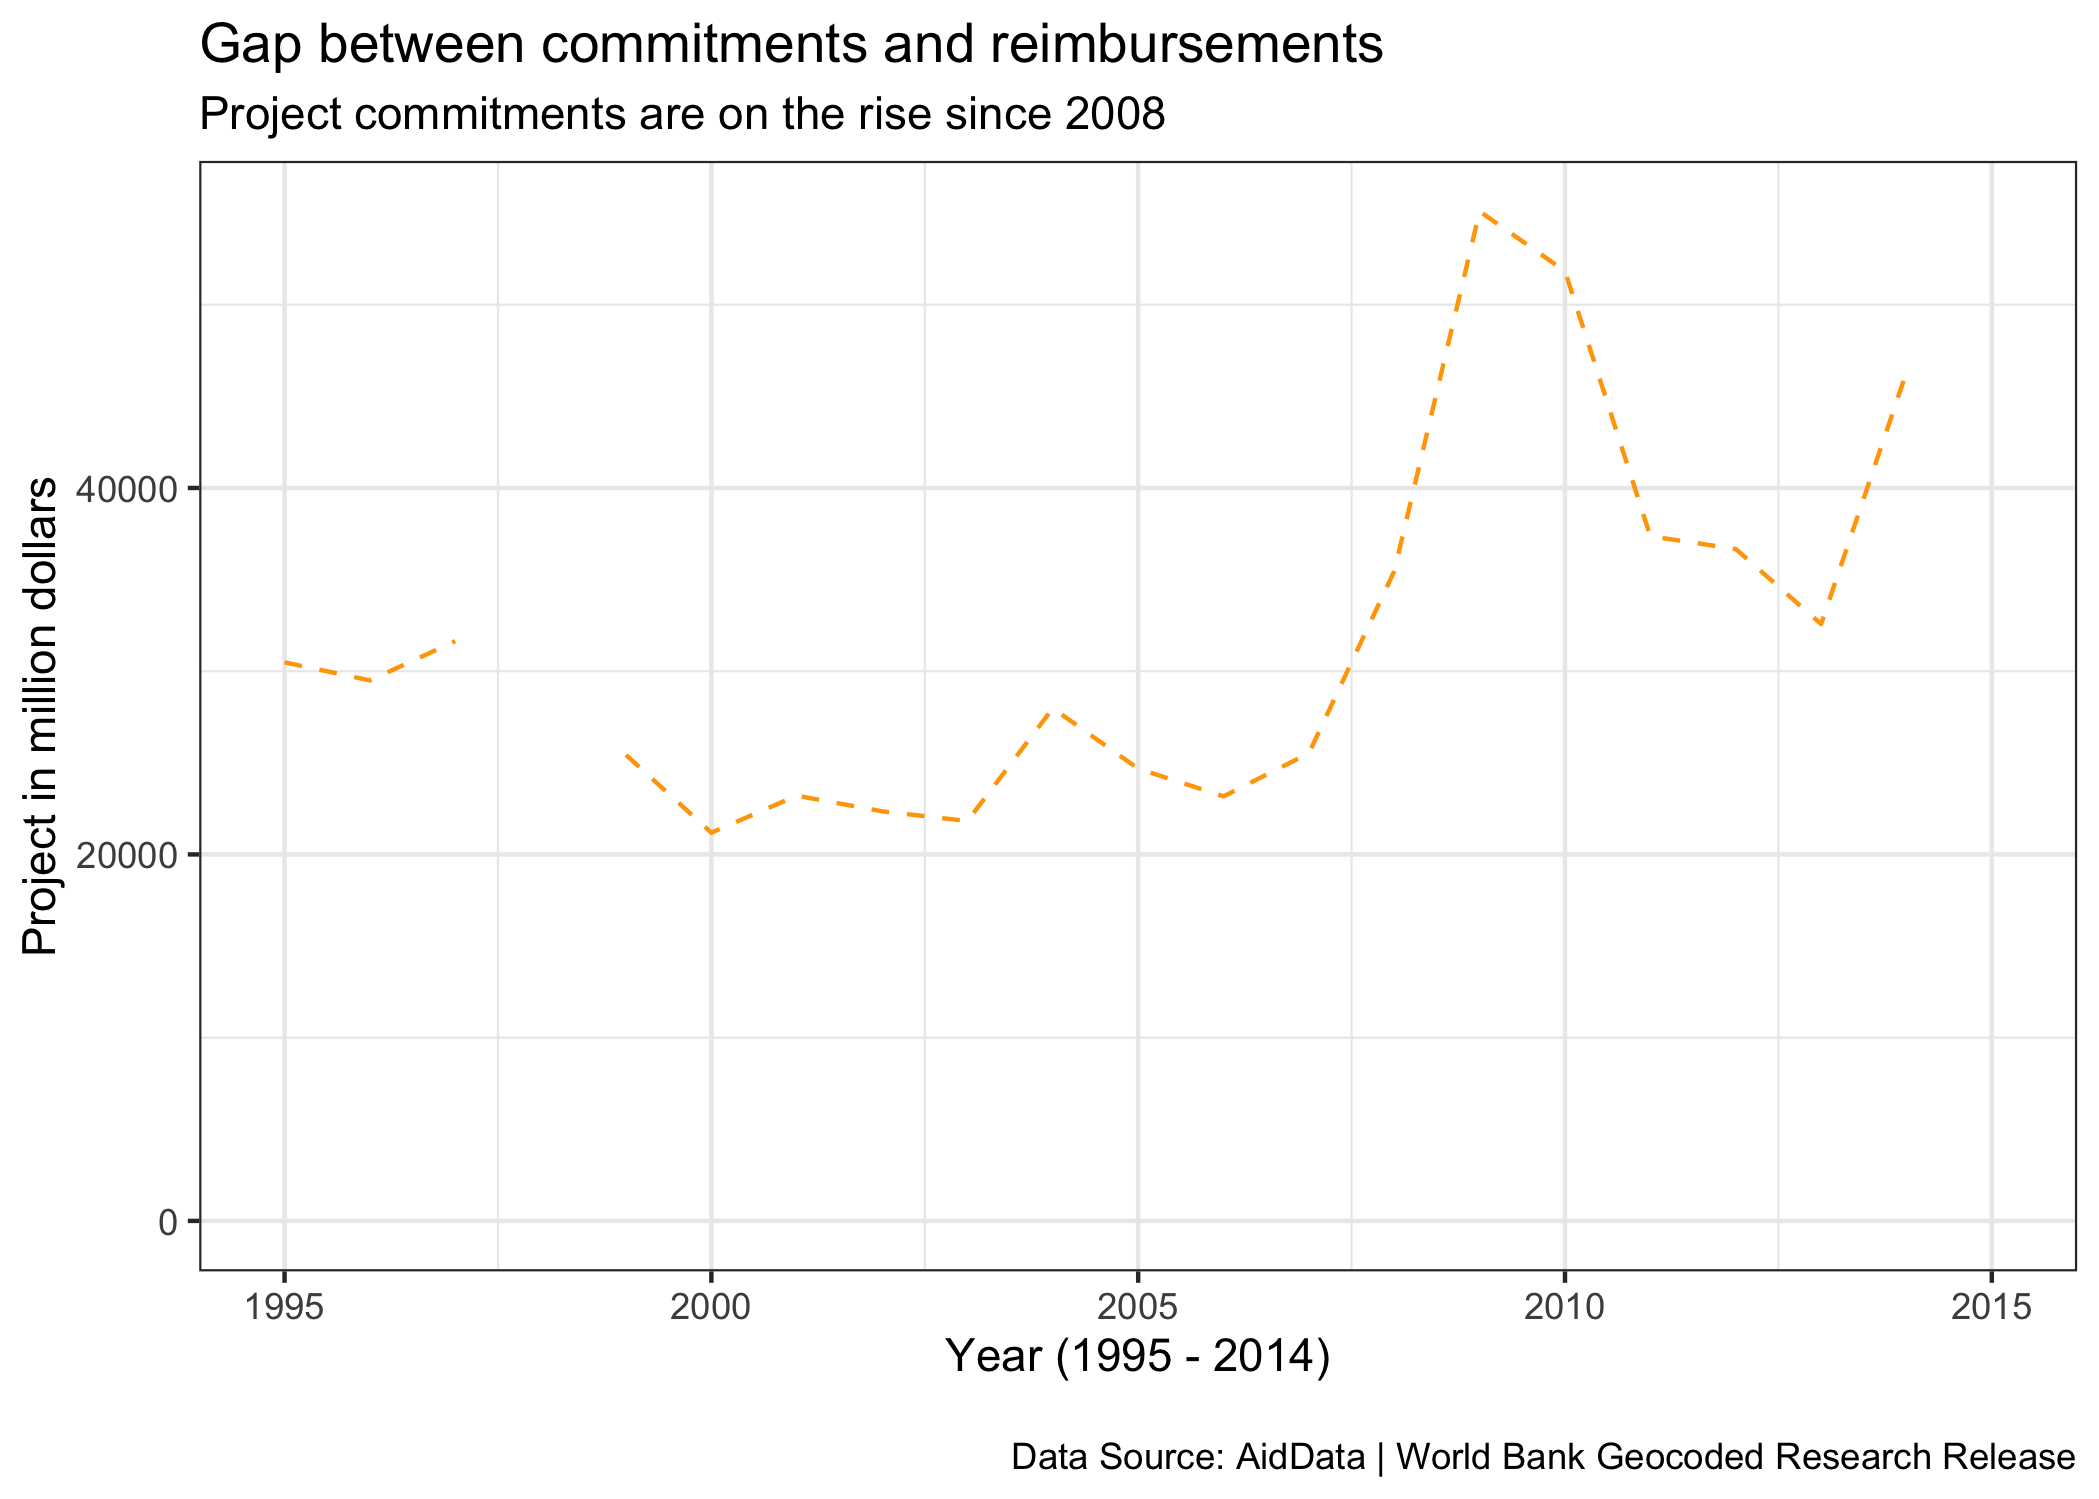 Gap between commitments and reimbursements
Project commitments are on the rise since 2008
Project in million dollars
40000
20000
0
1995 2000 2005 2010 2015
Year (1995 - 2014)
Data Source: AidData | World Bank Geocoded Research Release